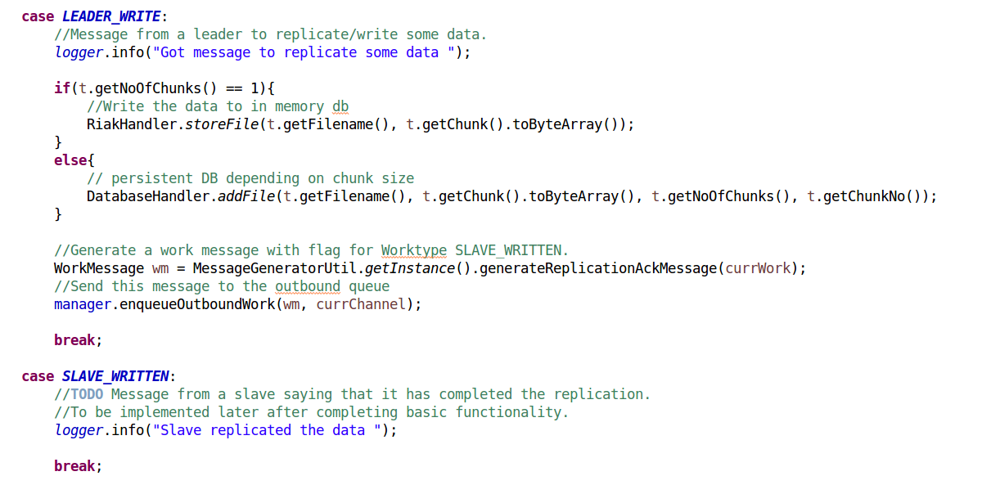 case LEADER_WRITE:
//Message from a leader to replicate/write some data.
logger.info("Got message to replicate some data ");
if(t.getNoOfChunks() == 1){
//Write the data to in memory db
RiakHandler.storeFile(t.getFilename(), t.getChunk().toByteArray());
}
else{
// persistent DB depending on chunk size
DatabaseHandler.addFile(t.getFilename(), t.getChunk().toByteArray(), t.getNoOfChunks(), t.getChunkNo());
}
//Generate a work message with flag for Worktype SLAVE_WRITTEN.
WorkMessage wm = MessageGeneratorUtil.getInstance().generateReplicationAckMessage(currWork);
//Send this message to the outbound queue
manager.enqueueOutboundWork(wm, currChannel);
break;
case SLAVE_WRITTEN:
//TODO Message from a slave saying that it has completed the replication.
//To be implemented later after completing basic functionality.
logger.info("Slave replicated the data ");
break;